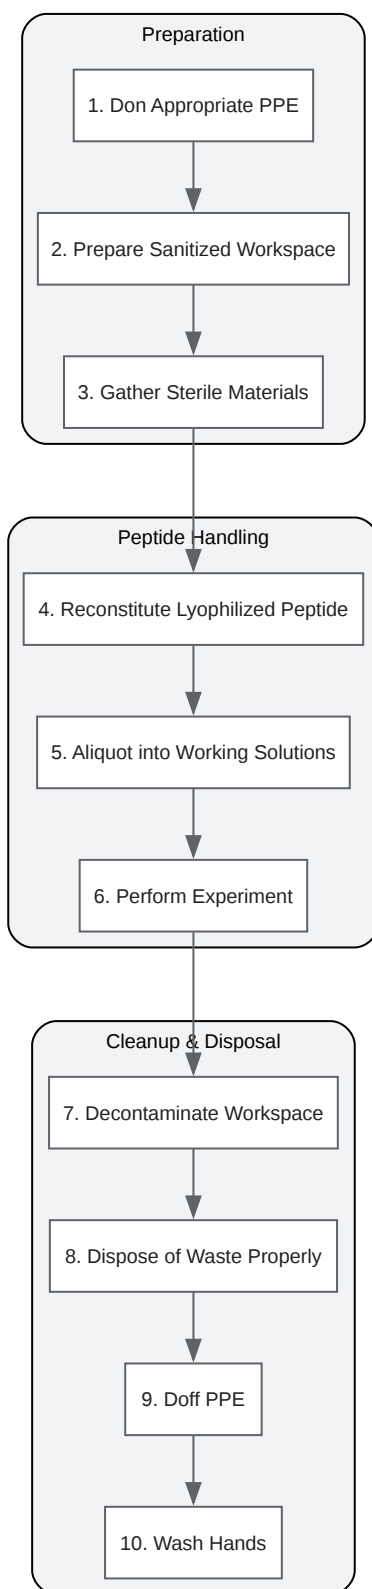 Preparation
1. Don Appropriate PPE
2. Prepare Sanitized Workspace
3. Gather Sterile Materials
Peptide Handling
4. Reconstitute Lyophilized Peptide
5. Aliquot into Working Solutions
6. Perform Experiment
Cleanup & Disposal
7. Decontaminate Workspace
8. Dispose of Waste Properly
9. Doff PPE
10. Wash Hands